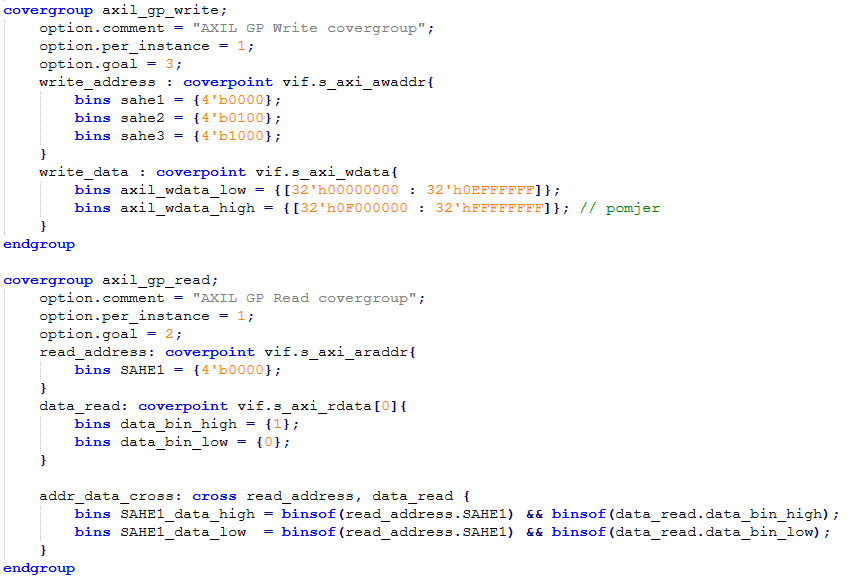 covergroup axil_gp_write;
    option.comment = "AXIL GP Write covergroup";
    option.per_instance = 1;
    option.goal = 3;
    write_address : coverpoint vif.s_axi_awaddr{
        bins sahe1 = {4'b0000};
        bins sahe2 = {4'b0100};
        bins sahe3 = {4'b1000};
    }
    write_data : coverpoint vif.s_axi_wdata{
        bins axil_wdata_low = {[32'h00000000 : 32'h0EFFFFFF]};
        bins axil_wdata_high = {[32'h0F000000 : 32'hFFFFFFFF]}; // pomjer
    }
endgroup

covergroup axil_gp_read;
    option.comment = "AXIL GP Read covergroup";
    option.per_instance = 1;
    option.goal = 2;
    read_address: coverpoint vif.s_axi_araddr{
        bins SAHE1 = {4'b0000};
    }
    data_read: coverpoint vif.s_axi_rdata[0]{
        bins data_bin_high = {1};
        bins data_bin_low = {0};
    }

    addr_data_cross: cross read_address, data_read {
        bins SAHE1_data_high = binsof(read_address.SAHE1) && binsof(data_read.data_bin_high);
        bins SAHE1_data_low  = binsof(read_address.SAHE1) && binsof(data_read.data_bin_low);
    }
endgroup